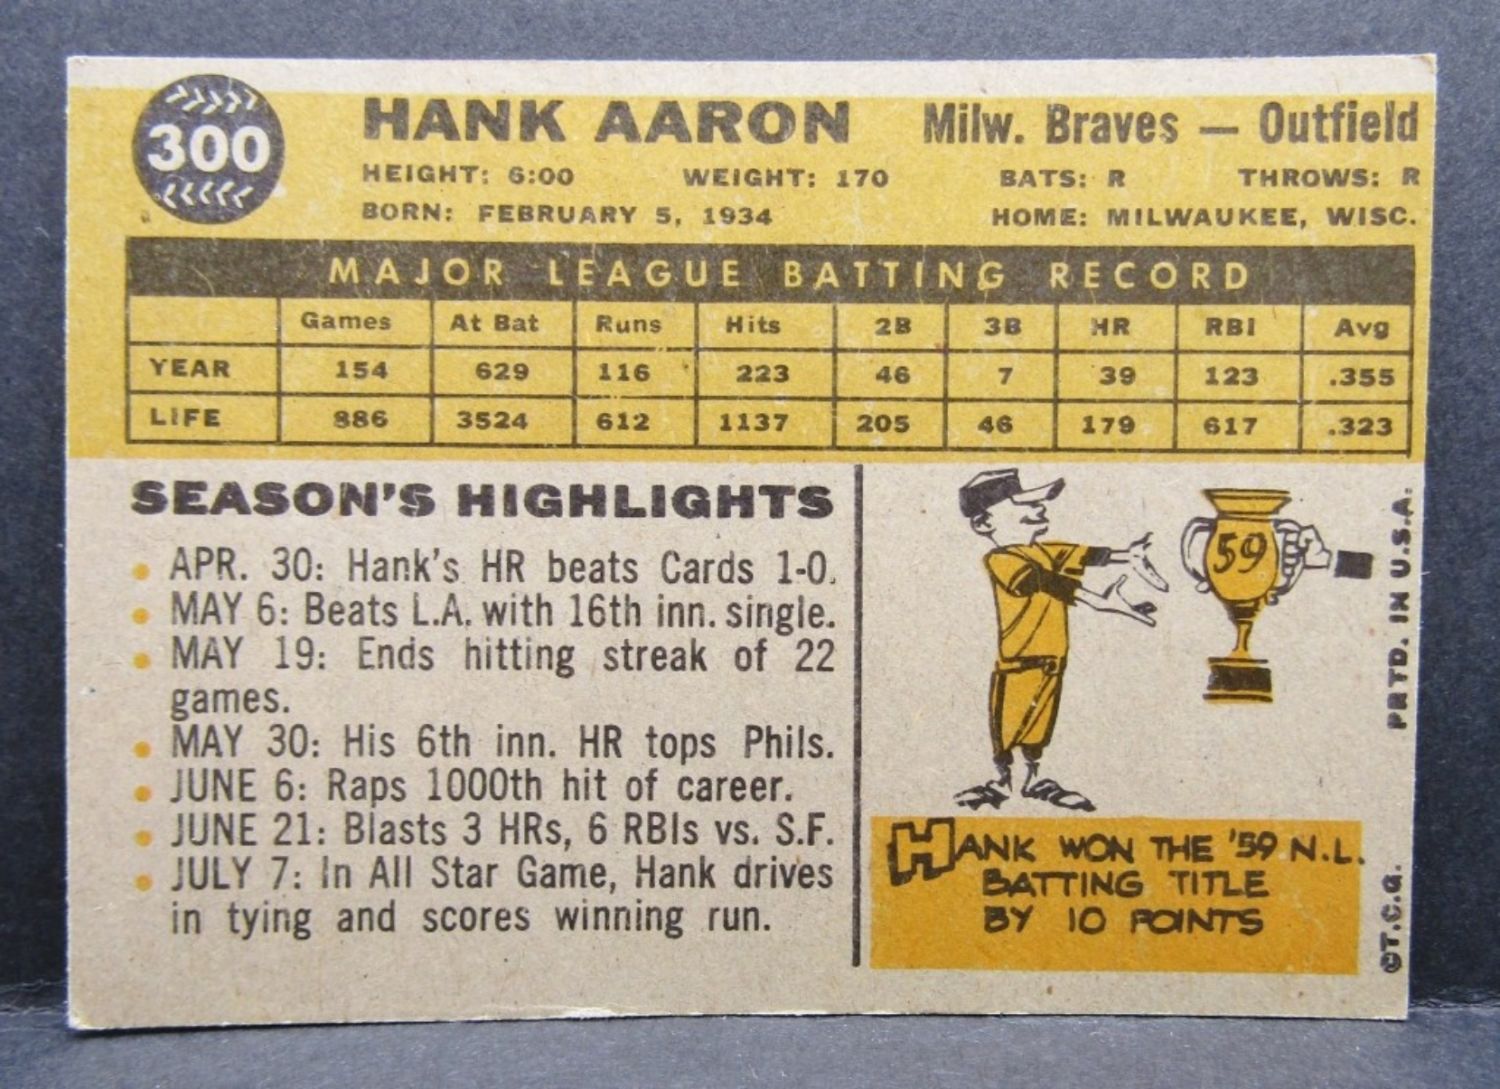 300
HANK AARON Milw. Braves — Outfield
HEIGHT: 6:00 WEIGHT: 170 BATS: R THROWS: R
BORN: FEBRUARY 5, 1934 HOME: MILWAUKEE, WISC.
MAJOR LEAGUE BATTING RECORD
Games At Bat Runs Hits 2B 3B HR RBI Avg
YEAR 154 629 116 223 46 7 39 123 .355
LIFE 886 3524 612 1137 205 46 179 617 .323
SEASON'S HIGHLIGHTS
• APR. 30: Hank's HR beats Cards 1-0.
• MAY 6: Beats L.A. with 16th inn. single.
• MAY 19: Ends hitting streak of 22
games.
• MAY 30: His 6th inn. HR tops Phils.
• JUNE 6: Raps 1000th hit of career.
• JUNE 21: Blasts 3 HRs, 6 RBIs vs. S.F.
• JULY 7: In All Star Game, Hank drives
in tying and scores winning run.
59
HANK WON THE '59 N.L.
BATTING TITLE
BY 10 POINTS
©T.C.G. PRTD. IN U.S.A.